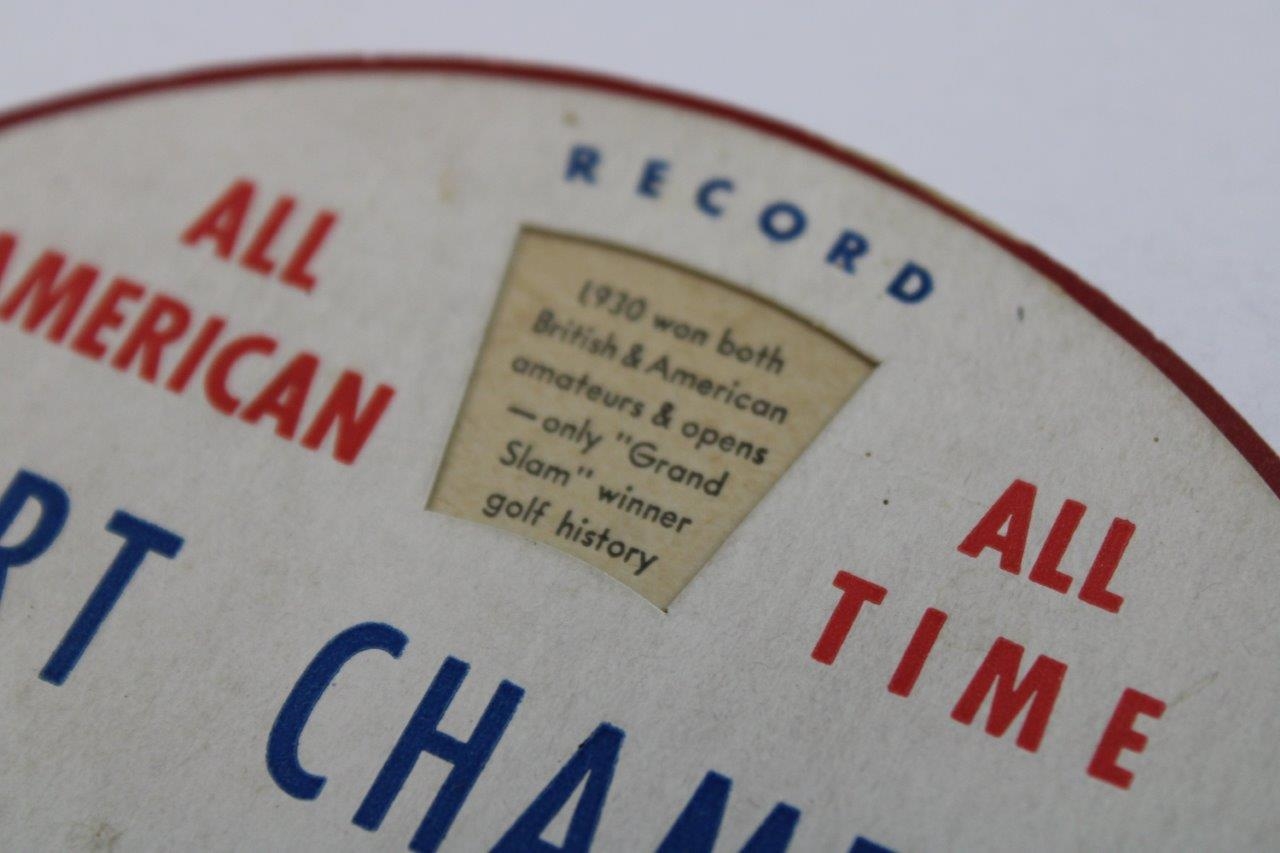 RECORD
ALL
AMERICAN
1930 won both
British & American
amateurs & opens
— only "Grand
Slam" winner
golf history
ALL
TIME
RT CHAMP